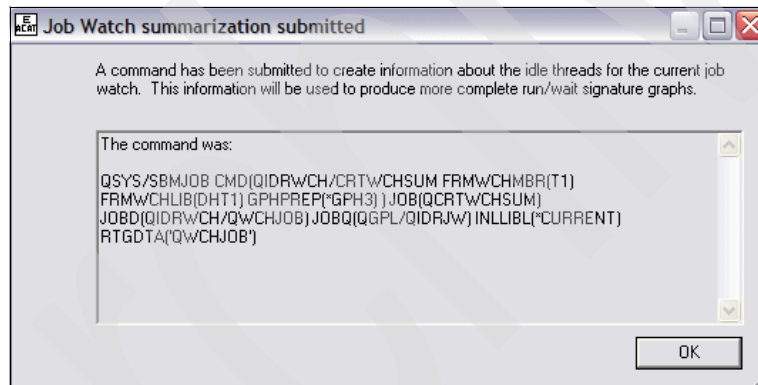 E
ACAT
Job Watch summarization submitted
A command has been submitted to create information about the idle threads for the current job
watch. This information will be used to produce more complete run/wait signature graphs.
The command was:
QSYS/SBMJOB CMD(QIDRWCH/CRTWCHSUM FRMWCHMBR(T1)
FRMWCHLIB(DHT1) GPHPREP(*GPH3) ) JOB(QCRTWCHSUM)
JOBD(QIDRWCH/QWCHJOB) JOBQ(QGPL/QIDRJW) INLLIBL(*CURRENT)
RTGDTA('QWCHJOB')
OK